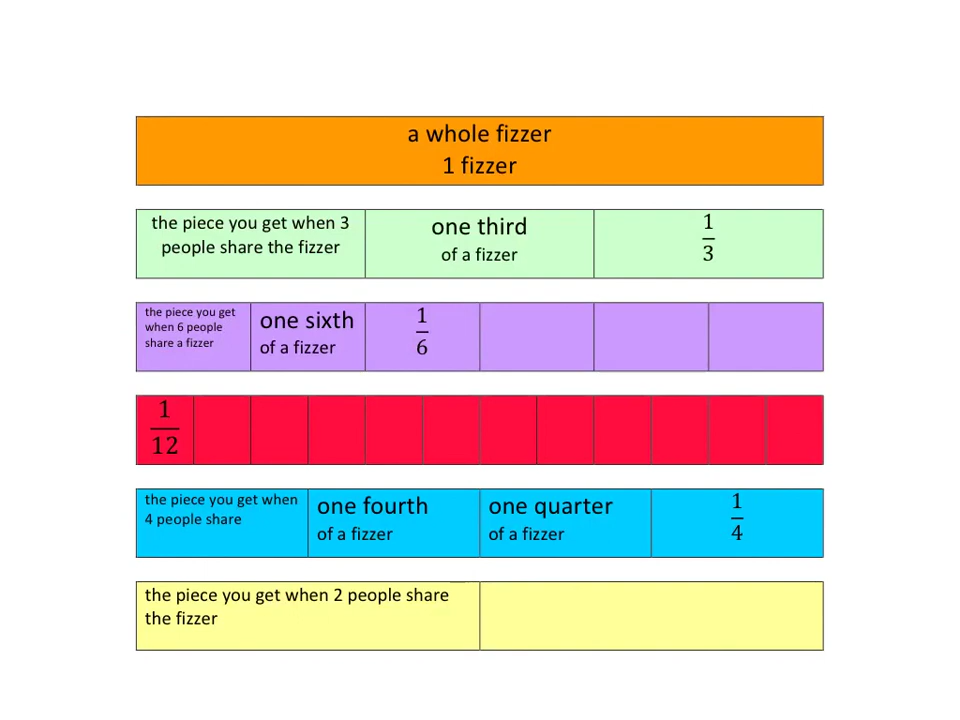 a whole fizzer
1 fizzer
the piece you get when 3
people share the fizzer
one third
of a fizzer
1
3
the piece you get
when 6 people
share a fizzer
one sixth
of a fizzer
1
6
1
12
the piece you get when
4 people share
one fourth
of a fizzer
one quarter
of a fizzer
1
4
the piece you get when 2 people share
the fizzer